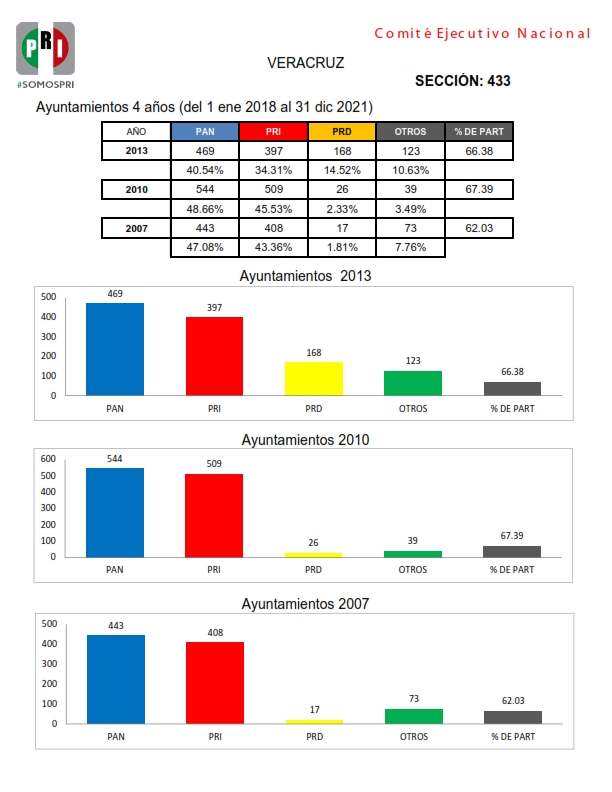 PRI
#SOMOSPRI
Comité Ejecutivo Nacional
VERACRUZ
SECCIÓN: 433
Ayuntamientos 4 años (del 1 ene 2018 al 31 dic 2021)
AÑO PAN PRI PRD OTROS % DE PART
2013 469 397 168 123 66.38
40.54% 34.31% 14.52% 10.63%
2010 544 509 26 39 67.39
48.66% 45.53% 2.33% 3.49%
2007 443 408 17 73 62.03
47.08% 43.36% 1.81% 7.76%
Ayuntamientos 2013
500
400
300
200
100
0
469 397 168 123 66.38
PAN PRI PRD OTROS % DE PART
Ayuntamientos 2010
600
500
400
300
200
100
0
544 509 26 39 67.39
PAN PRI PRD OTROS % DE PART
Ayuntamientos 2007
500
400
300
200
100
0
443 408 17 73 62.03
PAN PRI PRD OTROS % DE PART